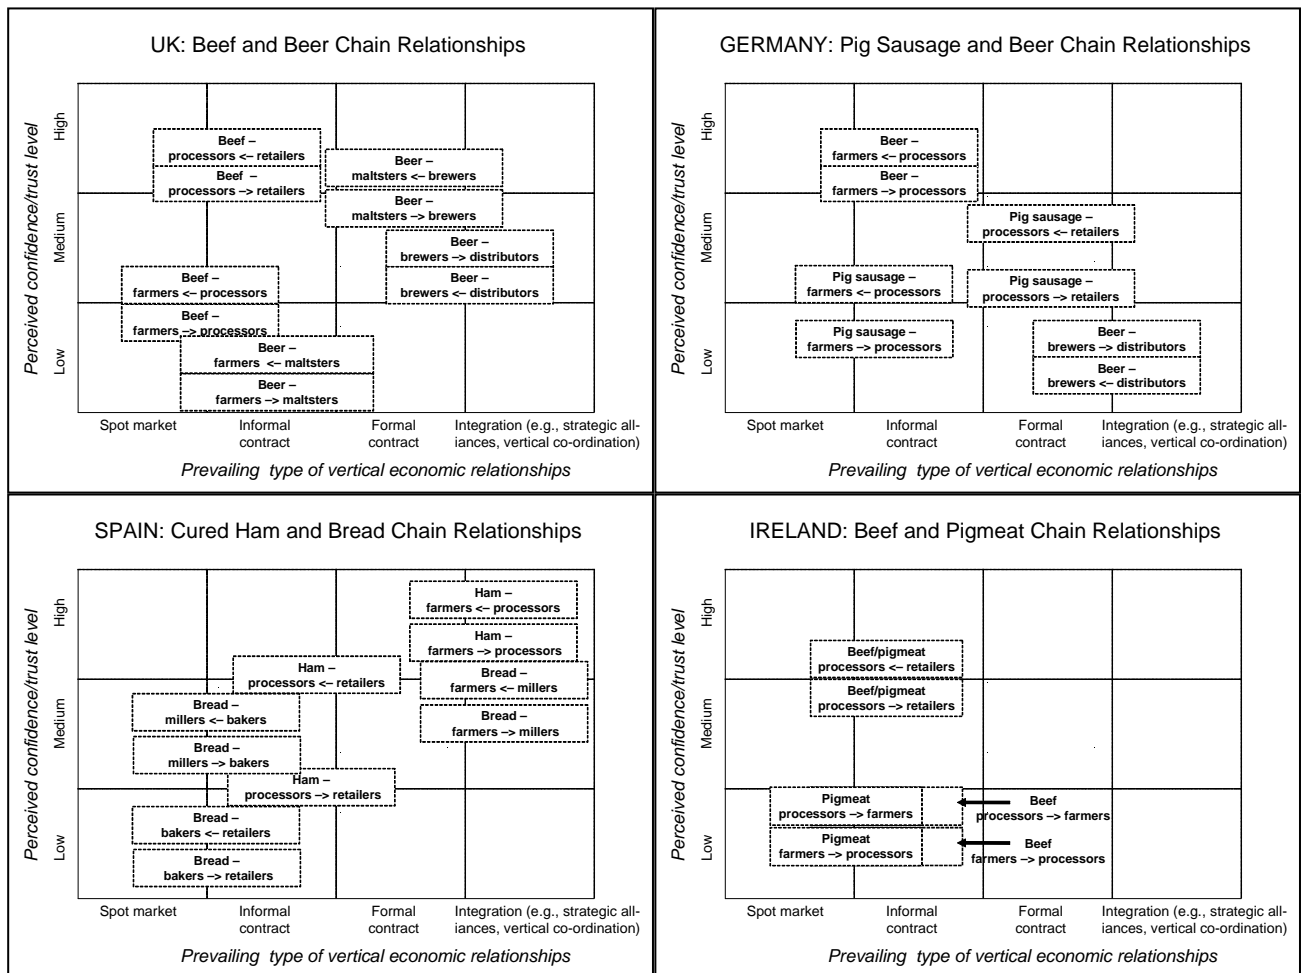 UK: Beef and Beer Chain Relationships
Perceived confidence/trust level
High
Medium
Low
Beef –
processors <– retailers
Beef –
processors –> retailers
Beer –
maltsters <– brewers
Beer –
maltsters –> brewers
Beer –
brewers –> distributors
Beer –
brewers <– distributors
Beef –
farmers <– processors
Beef –
farmers –> processors
Beer –
farmers <– maltsters
Beer –
farmers –> maltsters
Spot market
Informal
contract
Formal
contract
Integration (e.g., strategic all-
iances, vertical co-ordination)
Prevailing type of vertical economic relationships
GERMANY: Pig Sausage and Beer Chain Relationships
Perceived confidence/trust level
High
Medium
Low
Beer –
farmers <– processors
Beer –
farmers –> processors
Pig sausage –
processors <– retailers
Pig sausage –
farmers <– processors
Pig sausage –
processors –> retailers
Pig sausage –
farmers –> processors
Beer –
brewers –> distributors
Beer –
brewers <– distributors
Spot market
Informal
contract
Formal
contract
Integration (e.g., strategic all-
iances, vertical co-ordination)
Prevailing type of vertical economic relationships
SPAIN: Cured Ham and Bread Chain Relationships
Perceived confidence/trust level
High
Medium
Low
Ham –
farmers <– processors
Ham –
farmers –> processors
Ham –
processors <– retailers
Bread –
farmers <– millers
Bread –
millers <– bakers
Bread –
farmers –> millers
Bread –
millers –> bakers
Ham –
processors –> retailers
Bread –
bakers <– retailers
Bread –
bakers –> retailers
Spot market
Informal
contract
Formal
contract
Integration (e.g., strategic all-
iances, vertical co-ordination)
Prevailing type of vertical economic relationships
IRELAND: Beef and Pigmeat Chain Relationships
Perceived confidence/trust level
High
Medium
Low
Beef/pigmeat
processors <– retailers
Beef/pigmeat
processors –> retailers
Pigmeat
processors –> farmers
Beef
processors –> farmers
Pigmeat
farmers –> processors
Beef
farmers –> processors
Spot market
Informal
contract
Formal
contract
Integration (e.g., strategic all-
iances, vertical co-ordination)
Prevailing type of vertical economic relationships